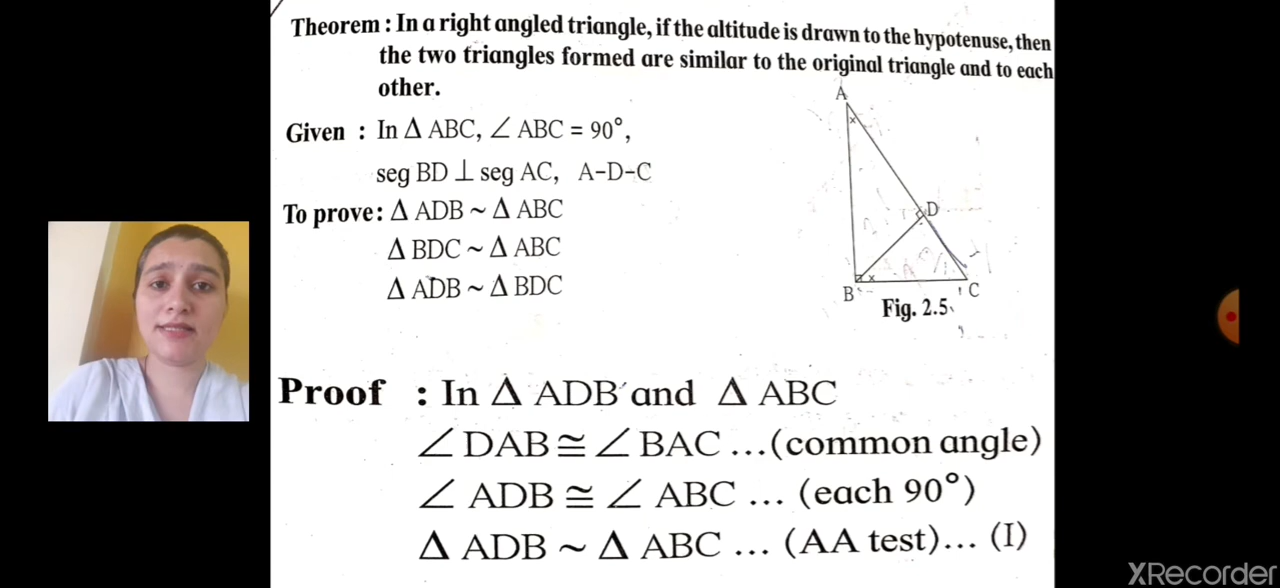 Theorem : In a right angled triangle, if the altitude is drawn to the hypotenuse, then
the two triangles formed are similar to the original triangle and to each
other.
Given : In Δ ABC, ∠ ABC = 90°,
seg BD ⊥ seg AC, A-D-C
To prove: Δ ADB ~ Δ ABC
Δ BDC ~ Δ ABC
Δ ADB ~ Δ BDC
A
x
D
x
B
C
Fig. 2.5
Proof : In Δ ADB and Δ ABC
∠ DAB ≅ ∠ BAC ...(common angle)
∠ ADB ≅ ∠ ABC ... (each 90°)
Δ ADB ~ Δ ABC ... (AA test)... (I)
XRecorder